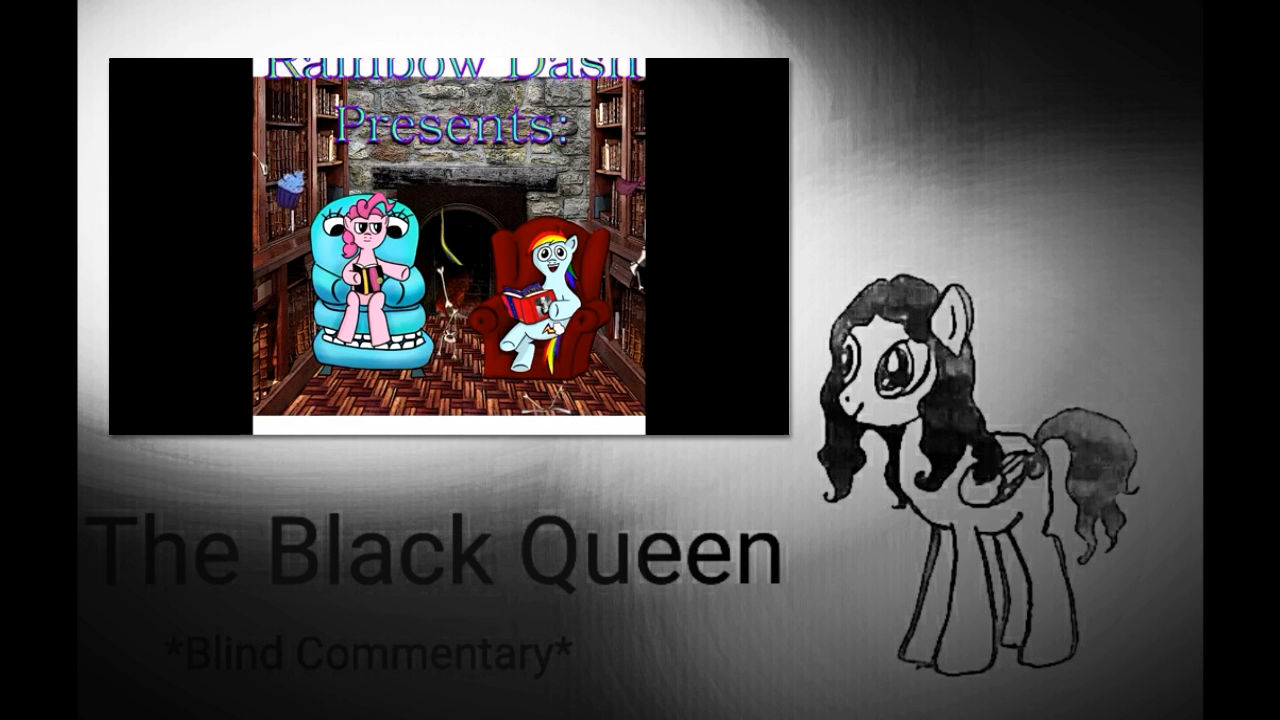 Rainbow Dash
Presents:
The Black Queen
*Blind Commentary*